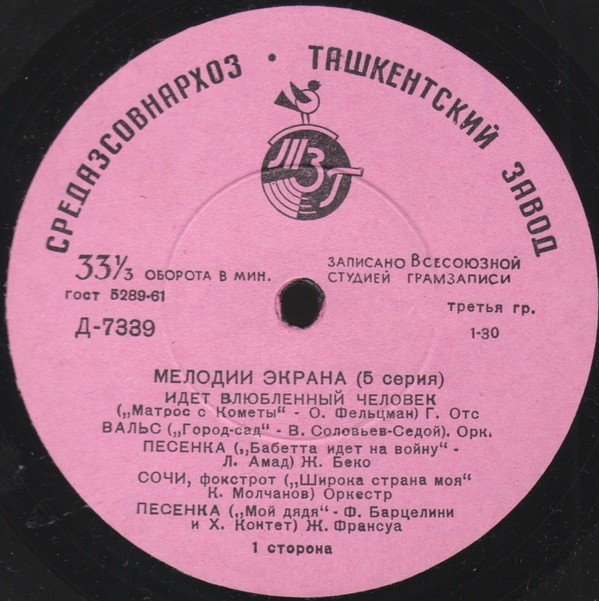 СРЕДАЗСОВНАРХОЗ • ТАШКЕНТСКИЙ ЗАВОД
ТЗГ
33⅓ ОБОРОТА В МИН.
ГОСТ 5289-61
Д-7339
ЗАПИСАНО ВСЕСОЮЗНОЙ
СТУДИЕЙ ГРАМЗАПИСИ
третья гр.
1-30
МЕЛОДИИ ЭКРАНА (5 серия)
ИДЕТ ВЛЮБЛЕННЫЙ ЧЕЛОВЕК
(„Матрос с Кометы" - О. Фельцман) Г. Отс
ВАЛЬС („Город-сад" - В. Соловьев-Седой). Орк.
ПЕСЕНКА („Бабетта идет на войну" -
Л. Амад) Ж. Беко
СОЧИ, фокстрот („Широка страна моя"
К. Молчанов) Оркестр
ПЕСЕНКА („Мой дядя" - Ф. Барцелини
и Х. Контет) Ж. Франсуа
1 сторона